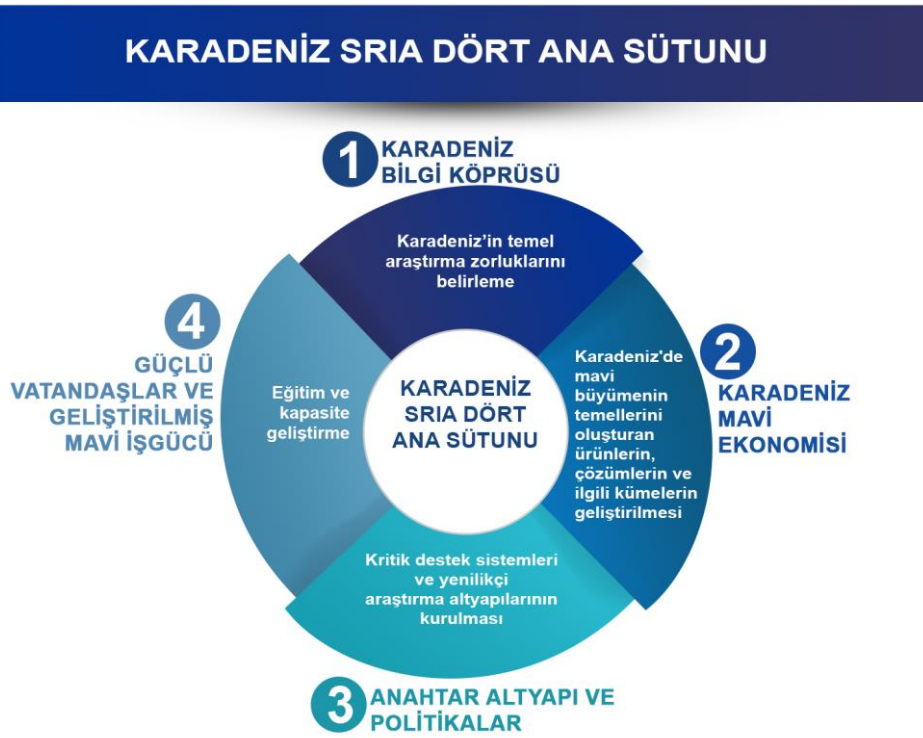 KARADENİZ SRIA DÖRT ANA SÜTUNU
1
KARADENİZ
BİLGİ KÖPRÜSÜ
Karadeniz'in temel
araştırma zorluklarını
belirleme
2
KARADENİZ
MAVİ
EKONOMİSİ
Karadeniz'de
mavi
büyümenin
temellerini
oluşturan
ürünlerin,
çözümlerin ve
ilgili kümelerin
geliştirilmesi
KARADENİZ
SRIA DÖRT
ANA SÜTUNU
4
GÜÇLÜ
VATANDAŞLAR VE
GELİŞTİRİLMİŞ
MAVİ İŞGÜCÜ
Eğitim ve
kapasite
geliştirme
Kritik destek sistemleri
ve yenilikçi
araştırma altyapılarının
kurulması
3
ANAHTAR ALTYAPI VE
POLİTİKALAR